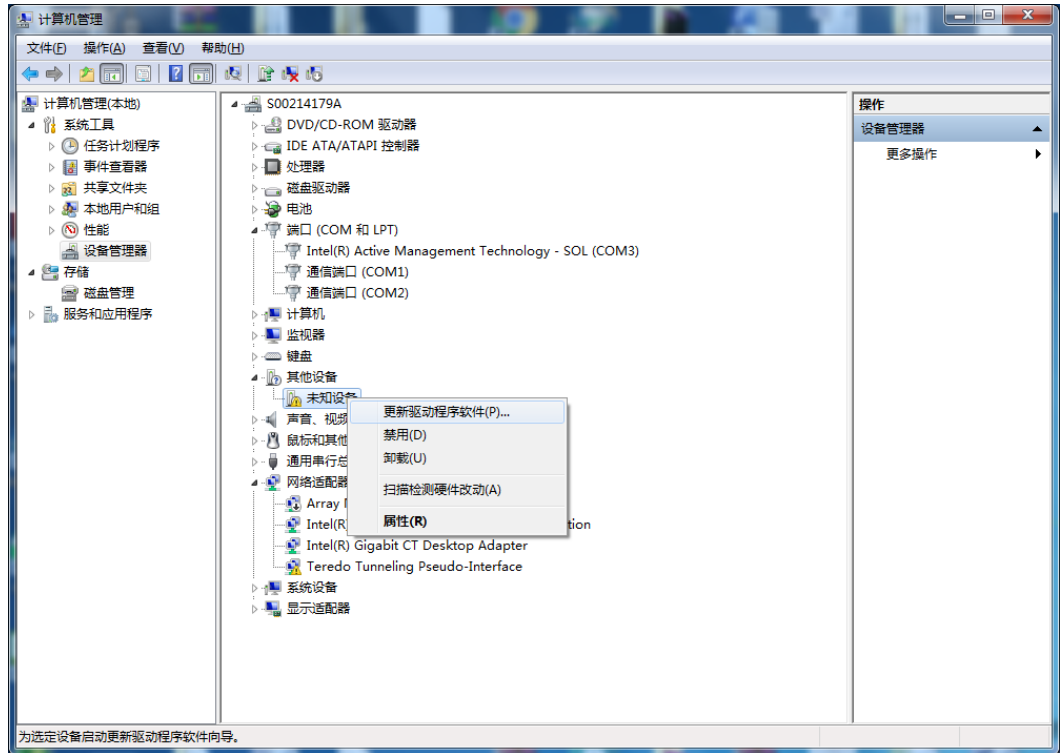 计算机管理
文件(F) 操作(A) 查看(V) 帮助(H)
计算机管理(本地)
系统工具
任务计划程序
事件查看器
共享文件夹
本地用户和组
性能
设备管理器
存储
磁盘管理
服务和应用程序
S00214179A
DVD/CD-ROM 驱动器
IDE ATA/ATAPI 控制器
处理器
磁盘驱动器
电池
端口 (COM 和 LPT)
Intel(R) Active Management Technology - SOL (COM3)
通信端口 (COM1)
通信端口 (COM2)
计算机
监视器
键盘
其他设备
未知设备
声音、视频
鼠标和其他
通用串行总
网络适配器
Array
Intel(R) tion
Intel(R) Gigabit CT Desktop Adapter
Teredo Tunneling Pseudo-Interface
系统设备
显示适配器
更新驱动程序软件(P)...
禁用(D)
卸载(U)
扫描检测硬件改动(A)
属性(R)
操作
设备管理器
更多操作
为选定设备启动更新驱动程序软件向导。